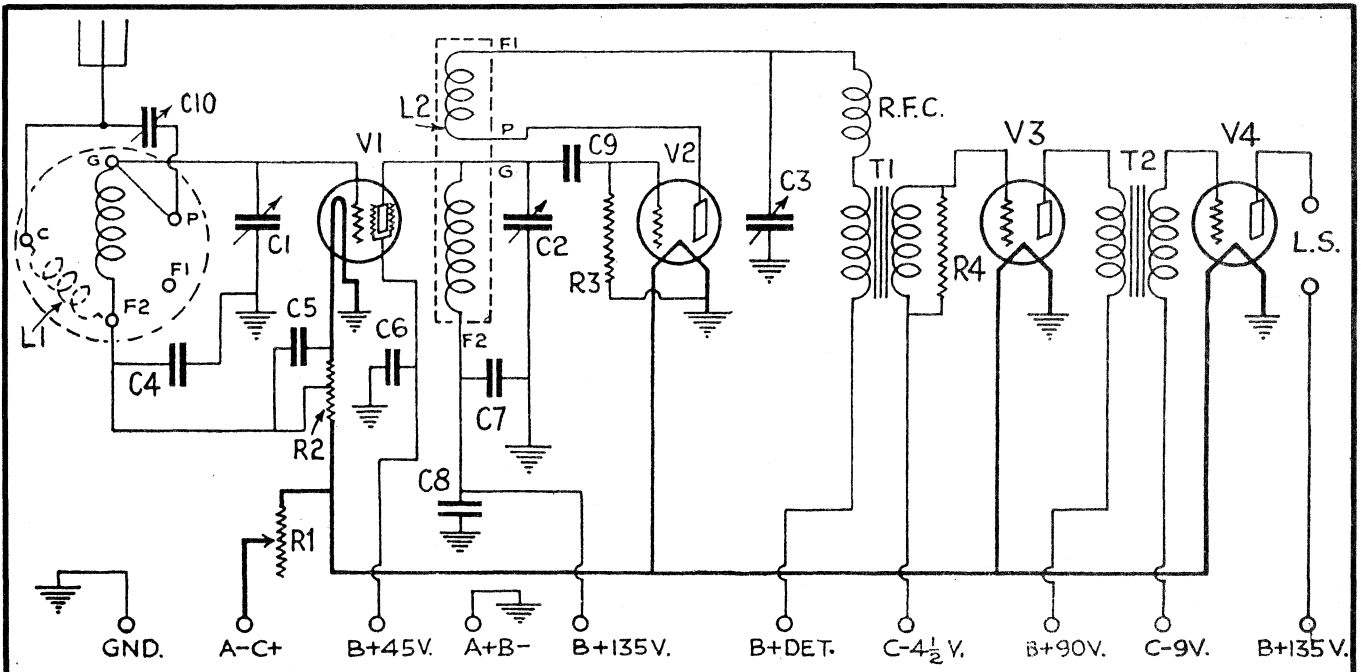 F1
C10
L2
R.F.C.
P
V1
C9
V2
V3
V4
G
G
T1
T2
P
C3
C
C1
C2
L.S.
F1
R3
R4
F2
C5
L1
C6
F2
C4
C7
R2
C8
R1
GND.
A-C+
B+45V.
A+B-
B+135V.
B+DET.
C-4½V.
B+90V.
C-9V.
B+135V.